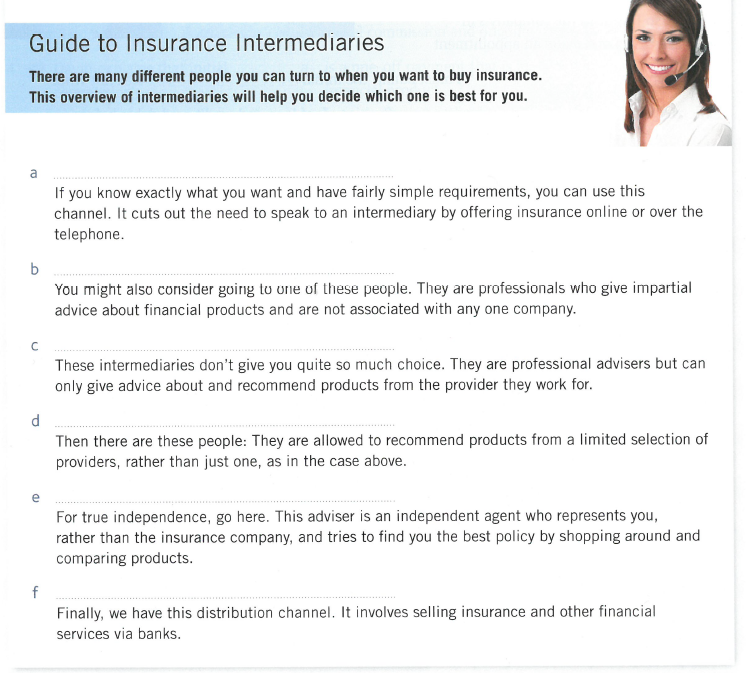 Guide to Insurance Intermediaries
There are many different people you can turn to when you want to buy insurance.
This overview of intermediaries will help you decide which one is best for you.
a
If you know exactly what you want and have fairly simple requirements, you can use this
channel. It cuts out the need to speak to an intermediary by offering insurance online or over the
telephone.
b
You might also consider going to one of these people. They are professionals who give impartial
advice about financial products and are not associated with any one company.
c
These intermediaries don't give you quite so much choice. They are professional advisers but can
only give advice about and recommend products from the provider they work for.
d
Then there are these people: They are allowed to recommend products from a limited selection of
providers, rather than just one, as in the case above.
e
For true independence, go here. This adviser is an independent agent who represents you,
rather than the insurance company, and tries to find you the best policy by shopping around and
comparing products.
f
Finally, we have this distribution channel. It involves selling insurance and other financial
services via banks.